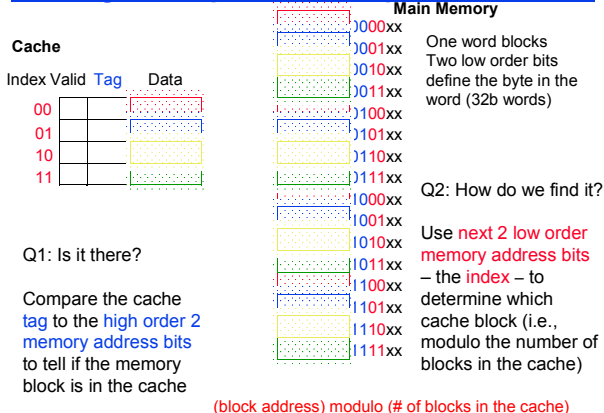 Main Memory
Cache
Index Valid Tag Data
00
01
10
11
0000xx
0001xx
0010xx
0011xx
0100xx
0101xx
0110xx
0111xx
1000xx
1001xx
1010xx
1011xx
1100xx
1101xx
1110xx
1111xx
One word blocks
Two low order bits
define the byte in the
word (32b words)
Q2: How do we find it?
Use next 2 low order
memory address bits
– the index – to
determine which
cache block (i.e.,
modulo the number of
blocks in the cache)
Q1: Is it there?
Compare the cache
tag to the high order 2
memory address bits
to tell if the memory
block is in the cache
(block address) modulo (# of blocks in the cache)